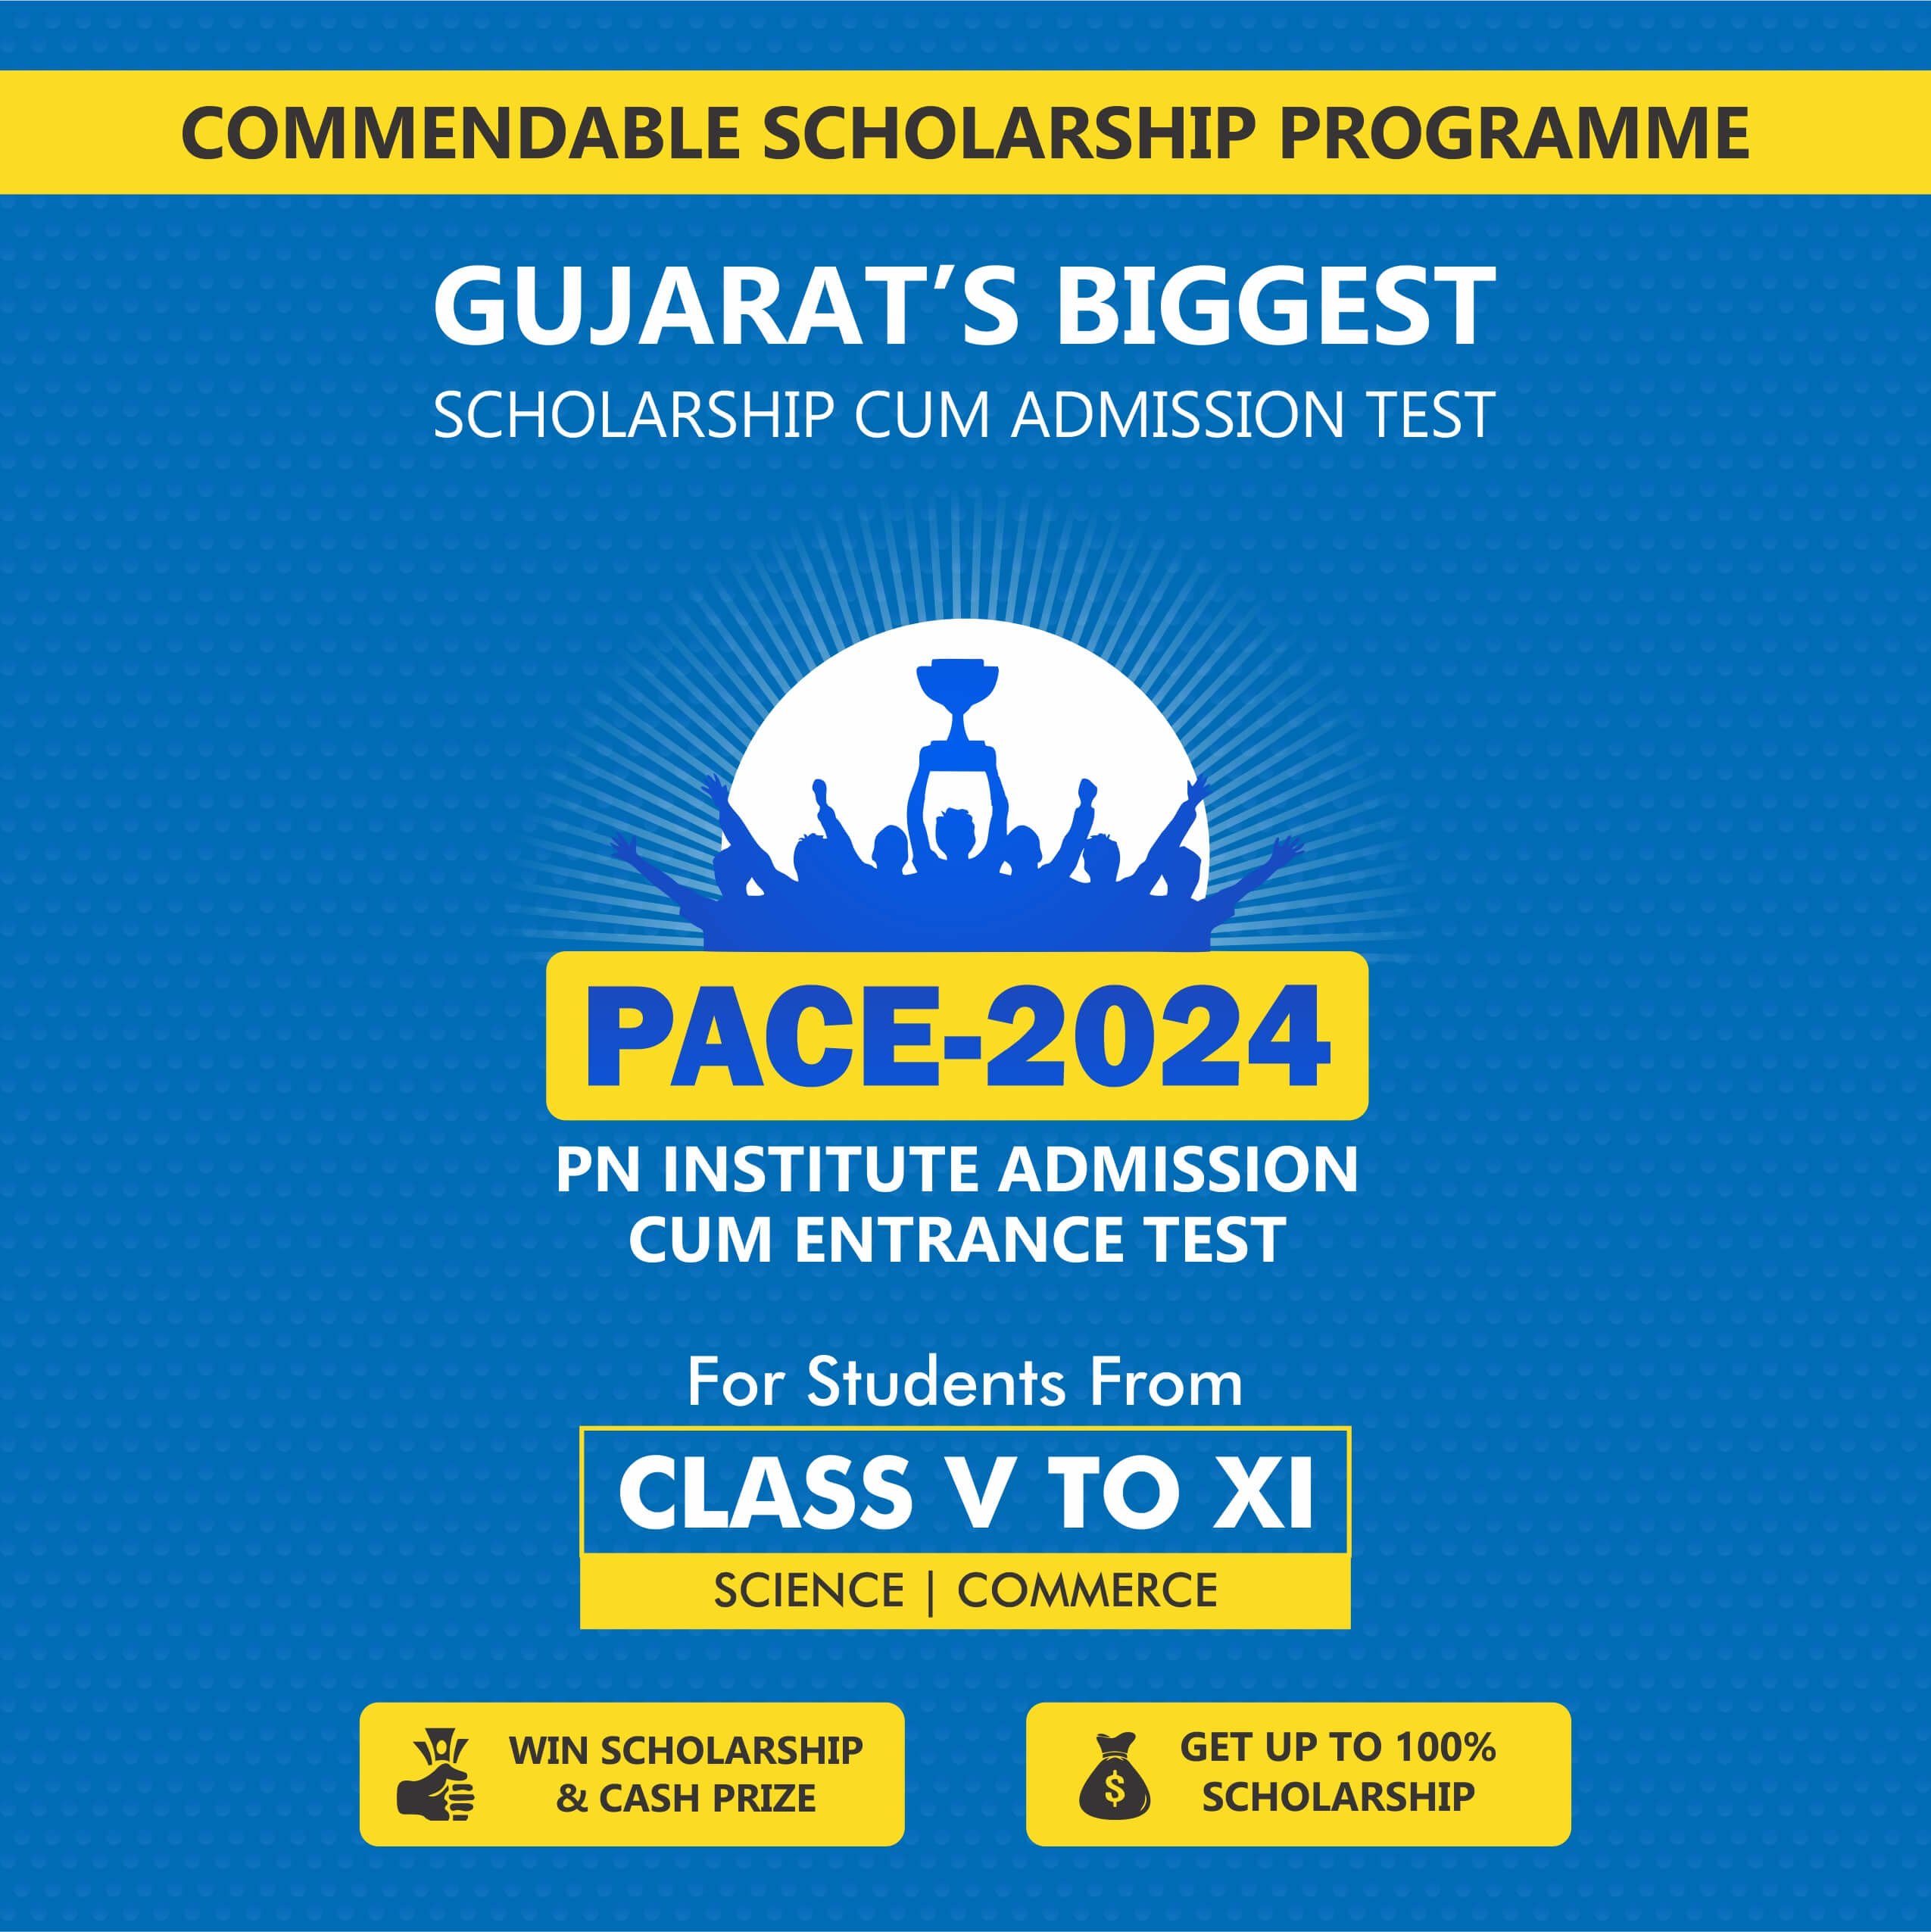 COMMENDABLE SCHOLARSHIP PROGRAMME
GUJARAT'S BIGGEST
SCHOLARSHIP CUM ADMISSION TEST
PACE-2024
PN INSTITUTE ADMISSION
CUM ENTRANCE TEST
For Students From
CLASS V TO XI
SCIENCE | COMMERCE
WIN SCHOLARSHIP
& CASH PRIZE
$
GET UP TO 100%
SCHOLARSHIP